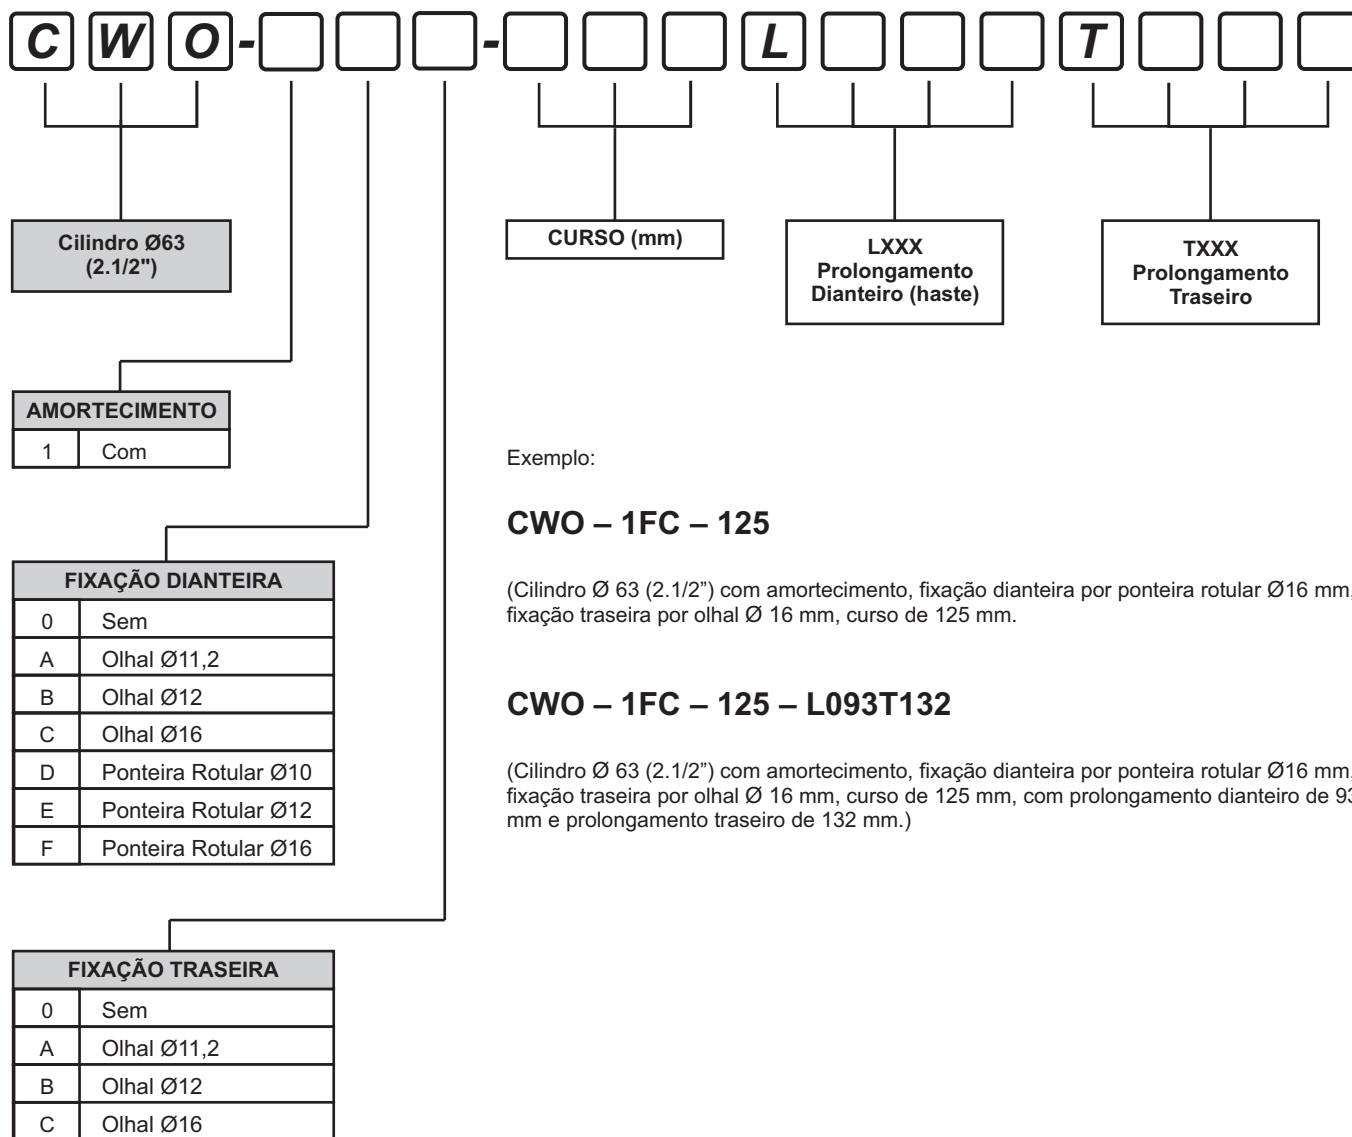 CWO-   -   L   T
Cilindro Ø63
(2.1/2")
CURSO (mm)
LXXX
Prolongamento
Dianteiro (haste)
TXXX
Prolongamento
Traseiro
AMORTECIMENTO
1 Com
Exemplo:
CWO – 1FC – 125
(Cilindro Ø 63 (2.1/2”) com amortecimento, fixação dianteira por ponteira rotular Ø16 mm,
fixação traseira por olhal Ø 16 mm, curso de 125 mm.
CWO – 1FC – 125 – L093T132
(Cilindro Ø 63 (2.1/2”) com amortecimento, fixação dianteira por ponteira rotular Ø16 mm,
fixação traseira por olhal Ø 16 mm, curso de 125 mm, com prolongamento dianteiro de 93
mm e prolongamento traseiro de 132 mm.)
FIXAÇÃO DIANTEIRA
0 Sem
A Olhal Ø11,2
B Olhal Ø12
C Olhal Ø16
D Ponteira Rotular Ø10
E Ponteira Rotular Ø12
F Ponteira Rotular Ø16
FIXAÇÃO TRASEIRA
0 Sem
A Olhal Ø11,2
B Olhal Ø12
C Olhal Ø16